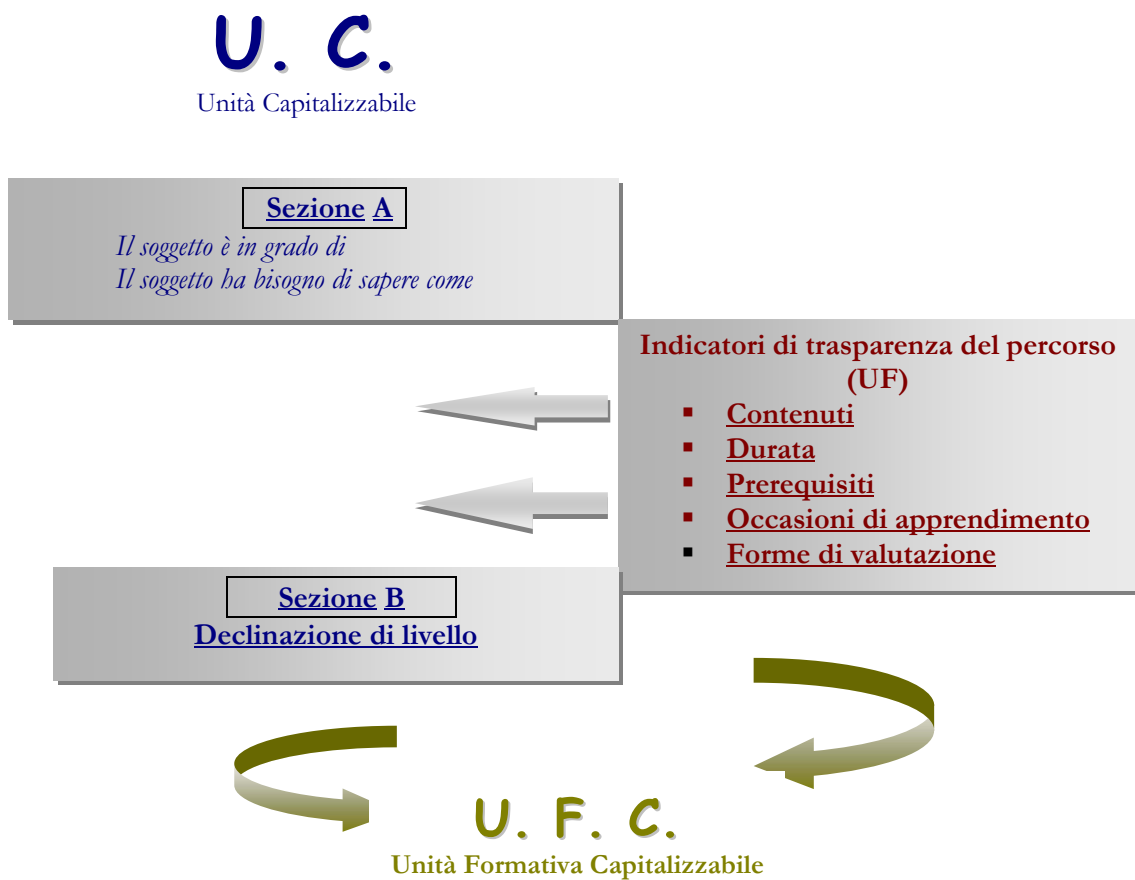 U. C.
Unità Capitalizzabile
Sezione A
Il soggetto è in grado di
Il soggetto ha bisogno di sapere come
Indicatori di trasparenza del percorso
(UF)
Contenuti
Durata
Prerequisiti
Occasioni di apprendimento
Forme di valutazione
Sezione B
Declinazione di livello
U. F. C.
Unità Formativa Capitalizzabile